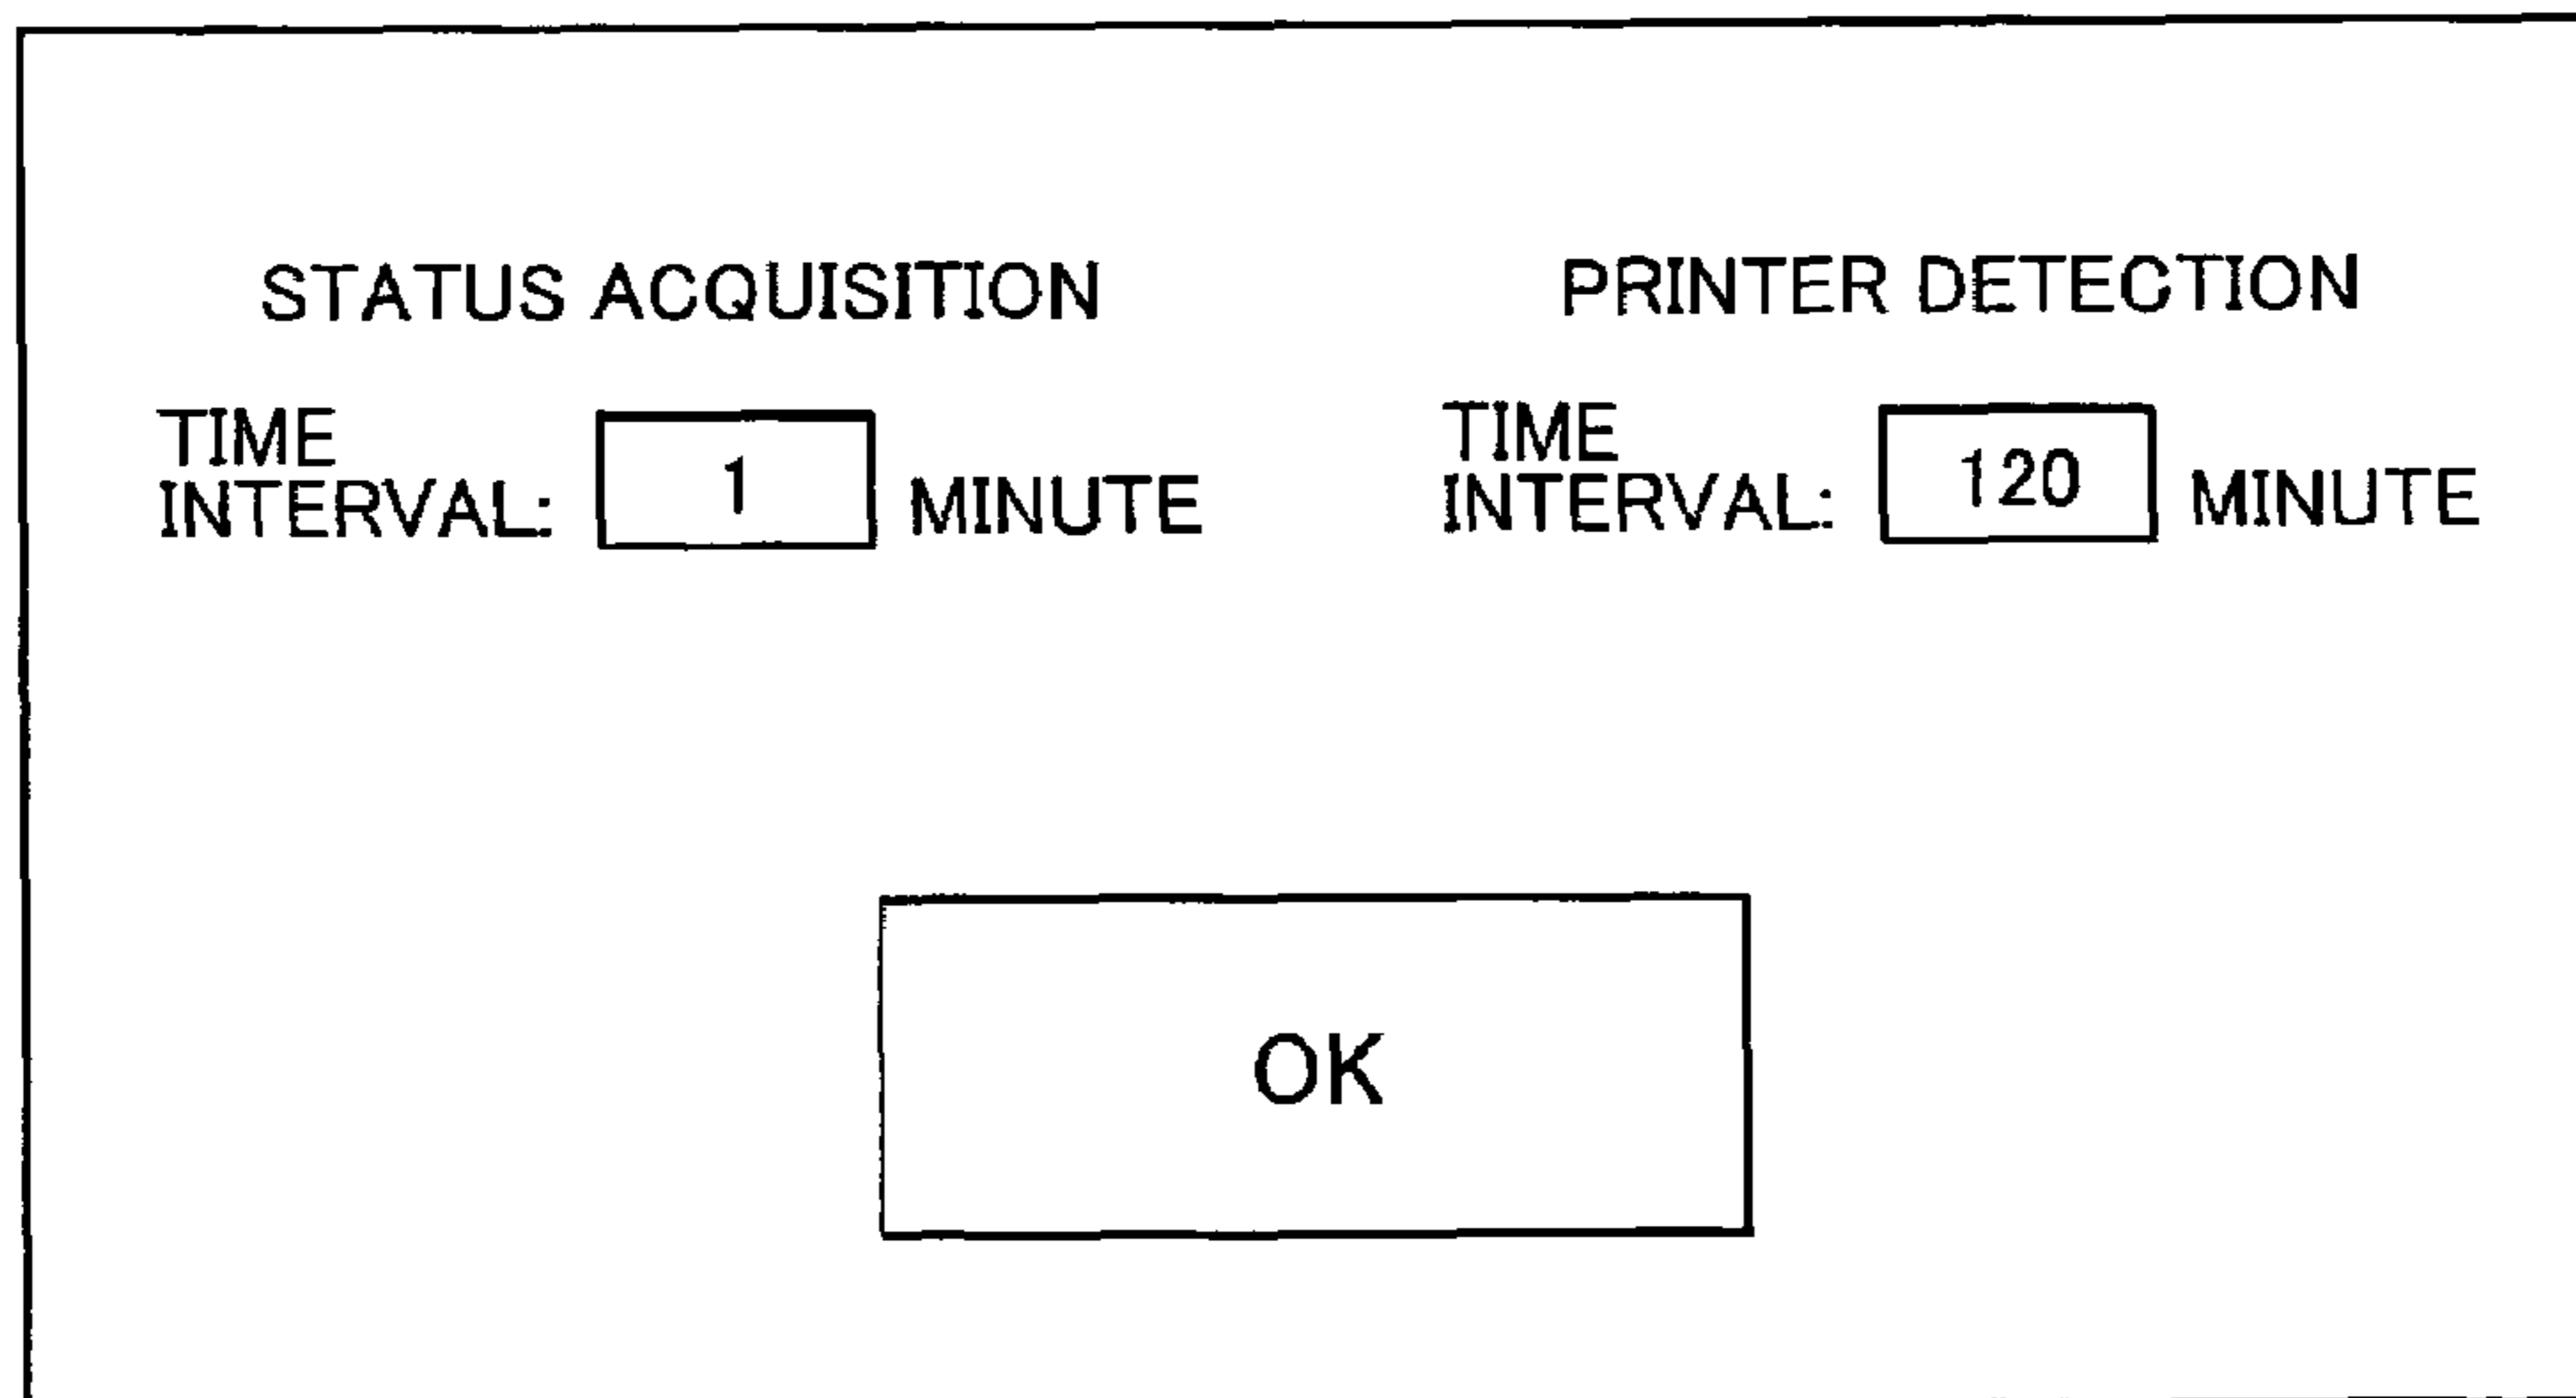 STATUS ACQUISITION
TIME
INTERVAL: 1 MINUTE
PRINTER DETECTION
TIME
INTERVAL: 120 MINUTE
OK